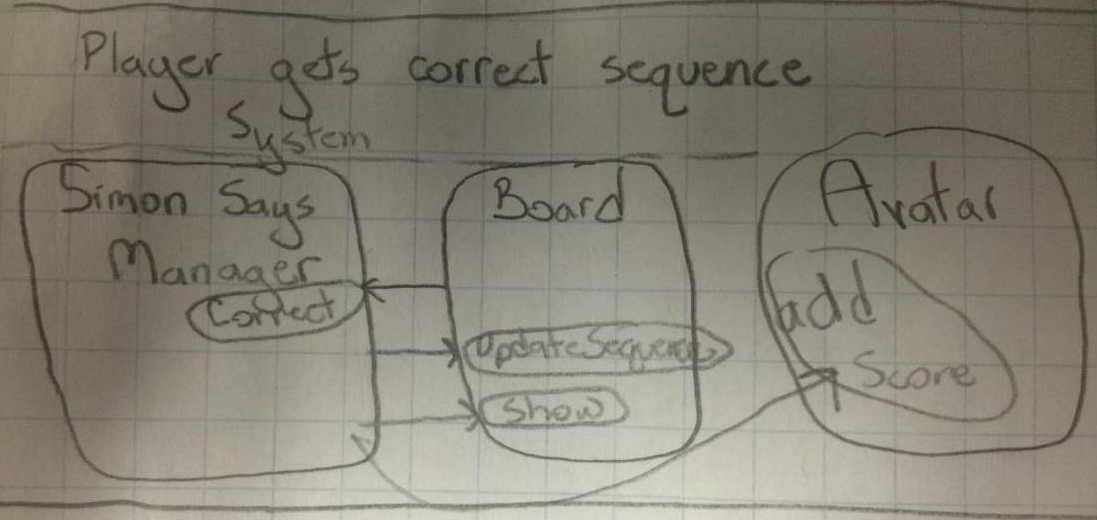 Player gets correct sequence
System
Simon Says
Manager
Correct
Board
UpdateSequence
Show
Avatar
add
Score